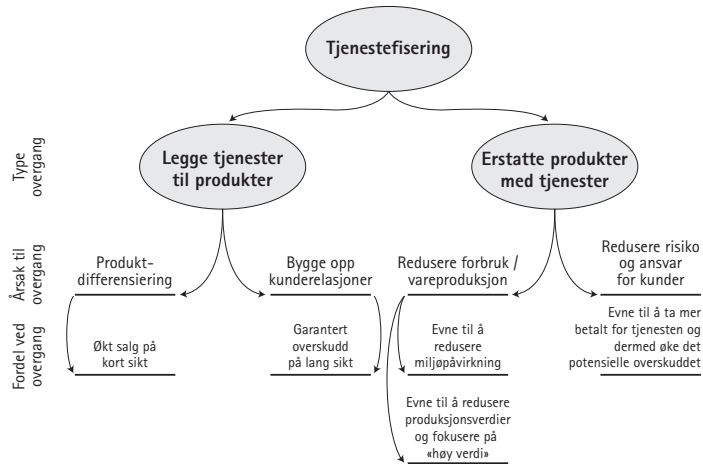 Tjenestefisering
Type
overgang
Legge tjenester
til produkter
Erstatte produkter
med tjenester
Årsak til
overgang
Produkt-
differensiering
Bygge opp
kunderelasjoner
Redusere forbruk /
vareproduksjon
Redusere risiko
og ansvar
for kunder
Fordel ved
overgang
Økt salg på
kort sikt
Garantert
overskudd
på lang sikt
Evne til å
redusere
miljøpåvirkning
Evne til å ta mer
betalt for tjenesten og
dermed øke det
potensielle overskuddet
Evne til å redusere
produksjonsverdier
og fokusere på
«høy verdi»